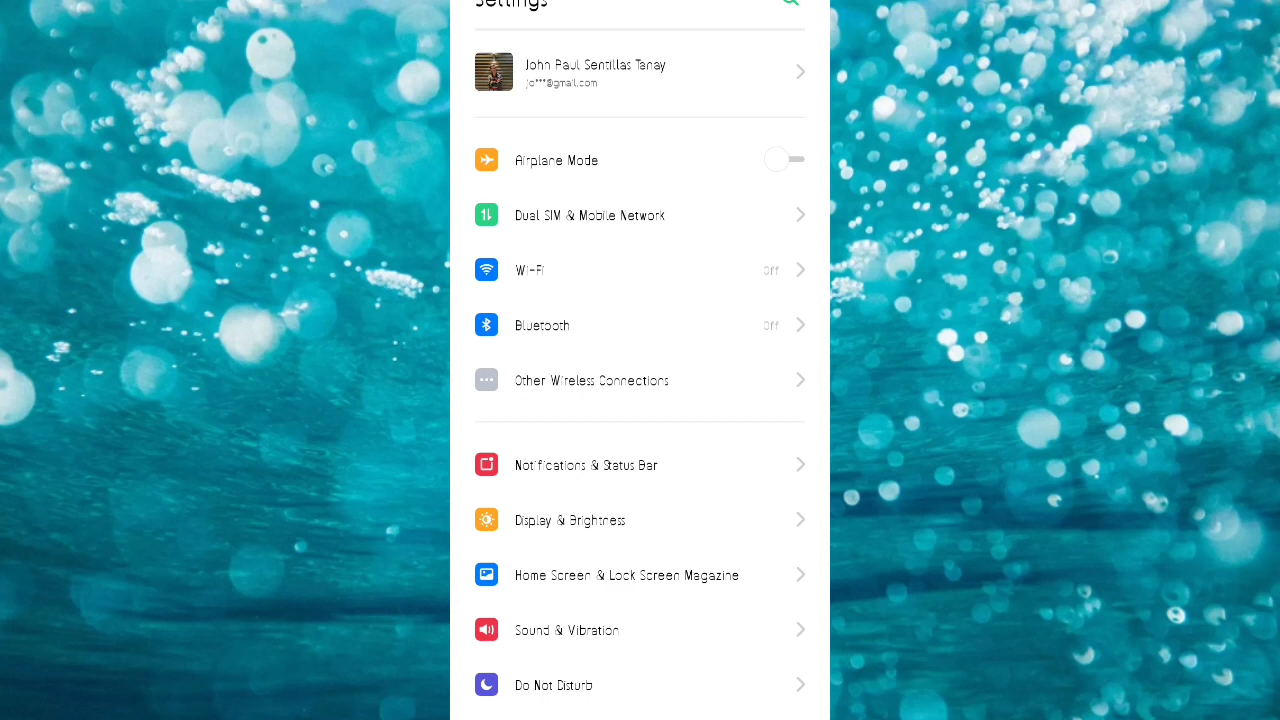 Settings
John Paul Sentillas Tanay
jo***@gmail.com
Airplane Mode
Dual SIM & Mobile Network
Wi-Fi
Off
Bluetooth
Off
Other Wireless Connections
Notifications & Status Bar
Display & Brightness
Home Screen & Lock Screen Magazine
Sound & Vibration
Do Not Disturb